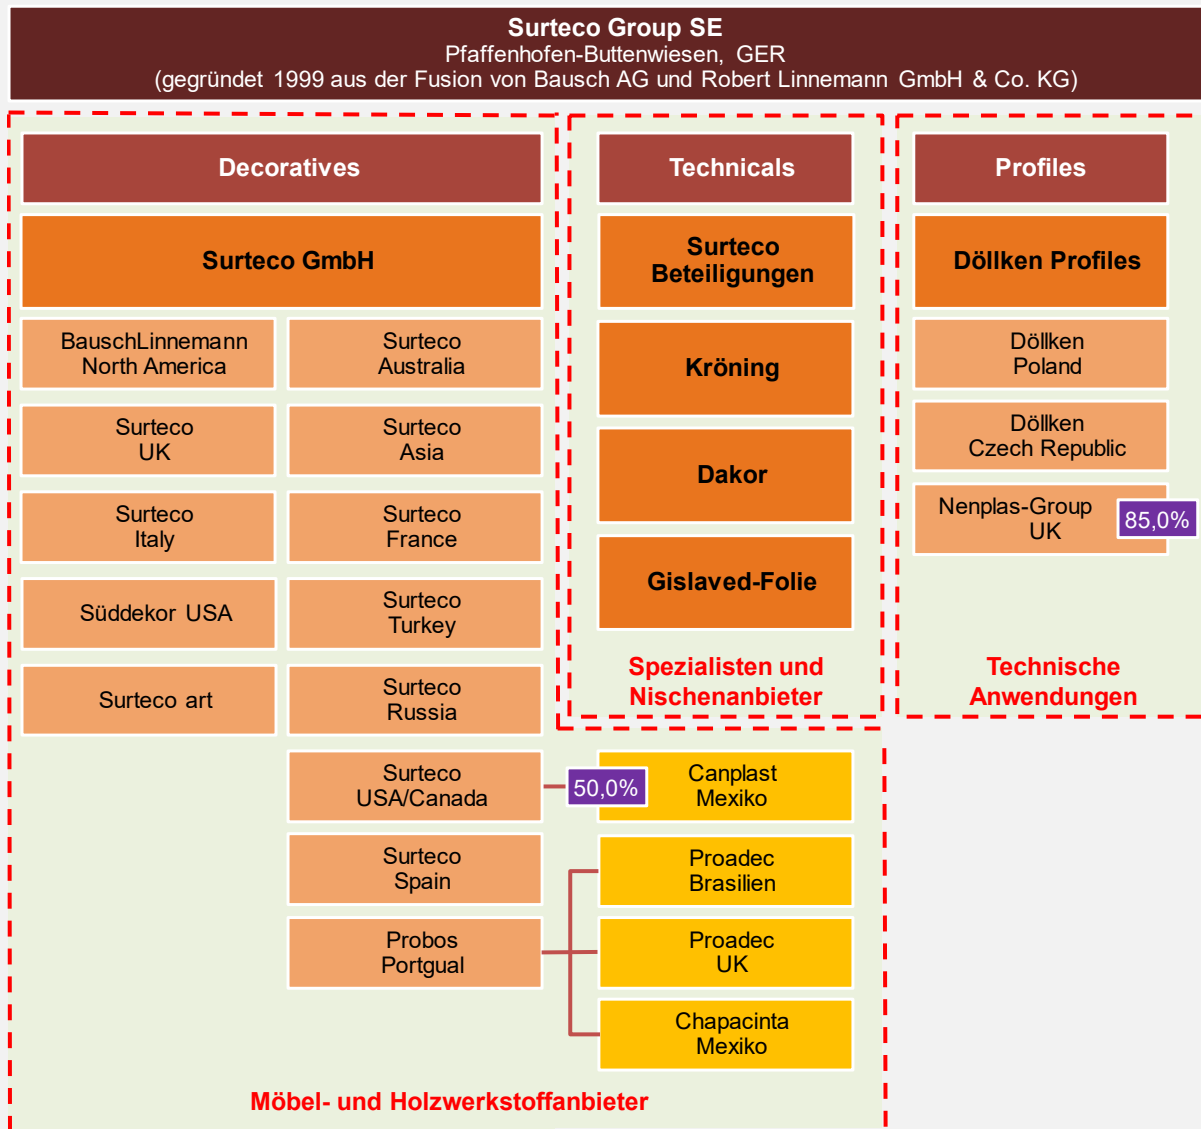 Surteco Group SE
Pfaffenhofen-Buttenwiesen, GER
(gegründet 1999 aus der Fusion von Bausch AG und Robert Linnemann GmbH & Co. KG)
Decoratives
Surteco GmbH
BauschLinnemann
North America
Surteco
Australia
Surteco
UK
Surteco
Asia
Surteco
Italy
Surteco
France
Süddekor USA
Surteco
Turkey
Surteco art
Surteco
Russia
Surteco
USA/Canada
50,0%
Canplast
Mexiko
Surteco
Spain
Proadec
Brasilien
Probos
Portgual
Proadec
UK
Chapacinta
Mexiko
Möbel- und Holzwerkstoffanbieter
Technicals
Surteco
Beteiligungen
Kröning
Dakor
Gislaved-Folie
Spezialisten und
Nischenanbieter
Profiles
Döllken Profiles
Döllken
Poland
Döllken
Czech Republic
Nenplas-Group
UK
85,0%
Technische
Anwendungen